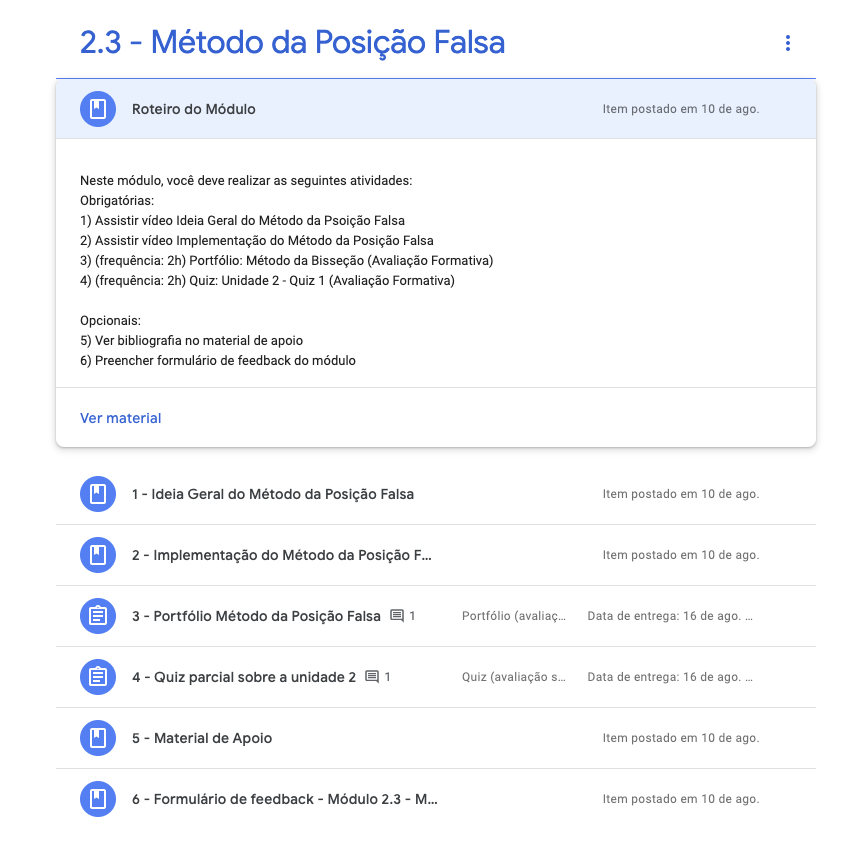 2.3 - Método da Posição Falsa
Roteiro do Módulo
Item postado em 10 de ago.
Neste módulo, você deve realizar as seguintes atividades:
Obrigatórias:
1) Assistir vídeo Ideia Geral do Método da Psoição Falsa
2) Assistir vídeo Implementação do Método da Posição Falsa
3) (frequência: 2h) Portfólio: Método da Bisseção (Avaliação Formativa)
4) (frequência: 2h) Quiz: Unidade 2 - Quiz 1 (Avaliação Formativa)
Opcionais:
5) Ver bibliografia no material de apoio
6) Preencher formulário de feedback do módulo
Ver material
1 - Ideia Geral do Método da Posição Falsa
Item postado em 10 de ago.
2 - Implementação do Método da Posição F...
Item postado em 10 de ago.
3 - Portfólio Método da Posição Falsa 1
Portfólio (avaliaç...
Data de entrega: 16 de ago. ...
4 - Quiz parcial sobre a unidade 2 1
Quiz (avaliação s...
Data de entrega: 16 de ago. ...
5 - Material de Apoio
Item postado em 10 de ago.
6 - Formulário de feedback - Módulo 2.3 - M...
Item postado em 10 de ago.